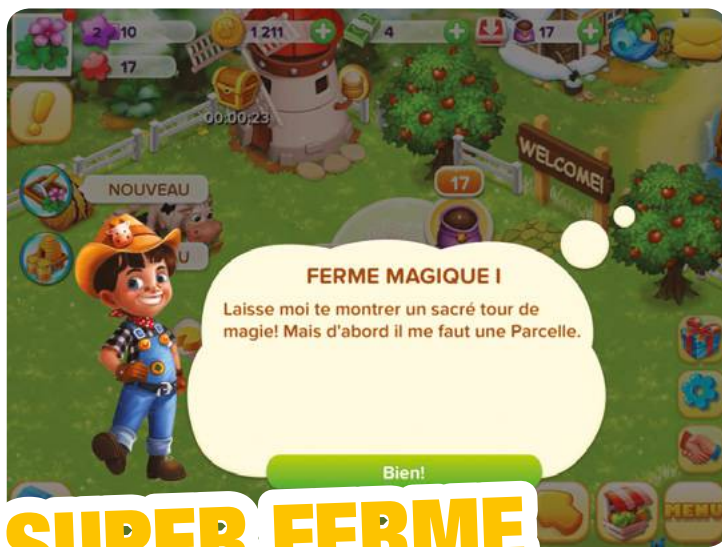 2 10
1 211
4
17
17
00:00:23
WELCOME!
NOUVEAU
17
U
FERME MAGIQUE I
Laisse moi te montrer un sacré tour de
magie! Mais d'abord il me faut une Parcelle.
Bien!
MENU
SUPER FERME